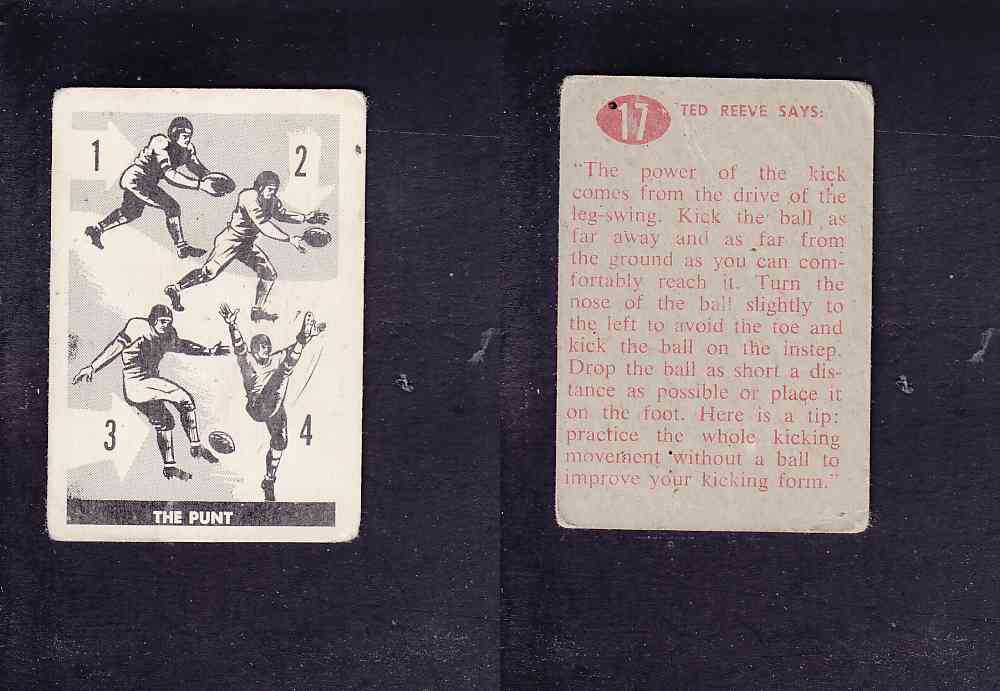 1
2
3
4
THE PUNT
17 TED REEVE SAYS:
"The power of the kick
comes from the drive of the
leg-swing. Kick the ball as
far away and as far from
the ground as you can com-
fortably reach it. Turn the
nose of the ball slightly to
the left to avoid the toe and
kick the ball on the instep.
Drop the ball as short a dis-
tance as possible or place it
on the foot. Here is a tip:
practice the whole kicking
movement without a ball to
improve your kicking form."